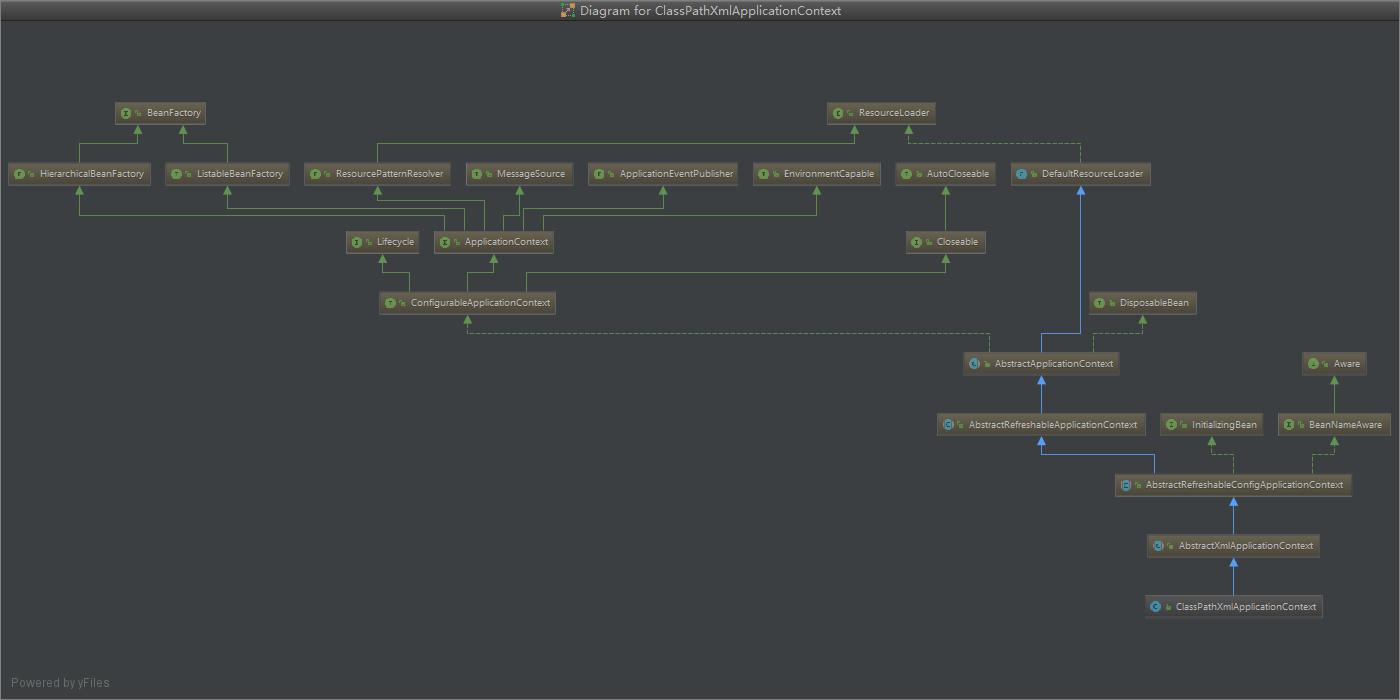 Diagram for ClassPathXmlApplicationContext
BeanFactory
ResourceLoader
HierarchicalBeanFactory
ListableBeanFactory
ResourcePatternResolver
MessageSource
ApplicationEventPublisher
EnvironmentCapable
AutoCloseable
DefaultResourceLoader
Lifecycle
ApplicationContext
Closeable
ConfigurableApplicationContext
DisposableBean
AbstractApplicationContext
Aware
AbstractRefreshableApplicationContext
InitializingBean
BeanNameAware
AbstractRefreshableConfigApplicationContext
AbstractXmlApplicationContext
ClassPathXmlApplicationContext
Powered by yFiles